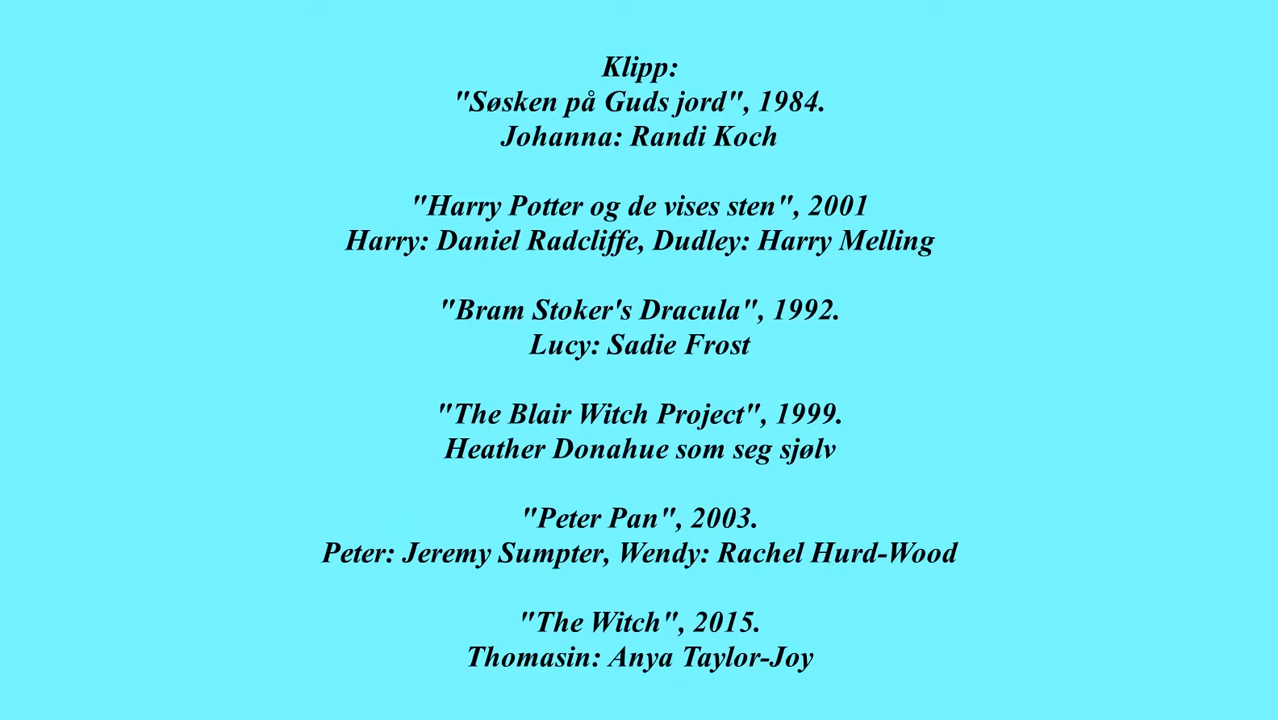 Klipp:
"Søsken på Guds jord", 1984.
Johanna: Randi Koch
"Harry Potter og de vises sten", 2001
Harry: Daniel Radcliffe, Dudley: Harry Melling
"Bram Stoker's Dracula", 1992.
Lucy: Sadie Frost
"The Blair Witch Project", 1999.
Heather Donahue som seg sjølv
"Peter Pan", 2003.
Peter: Jeremy Sumpter, Wendy: Rachel Hurd-Wood
"The Witch", 2015.
Thomasin: Anya Taylor-Joy